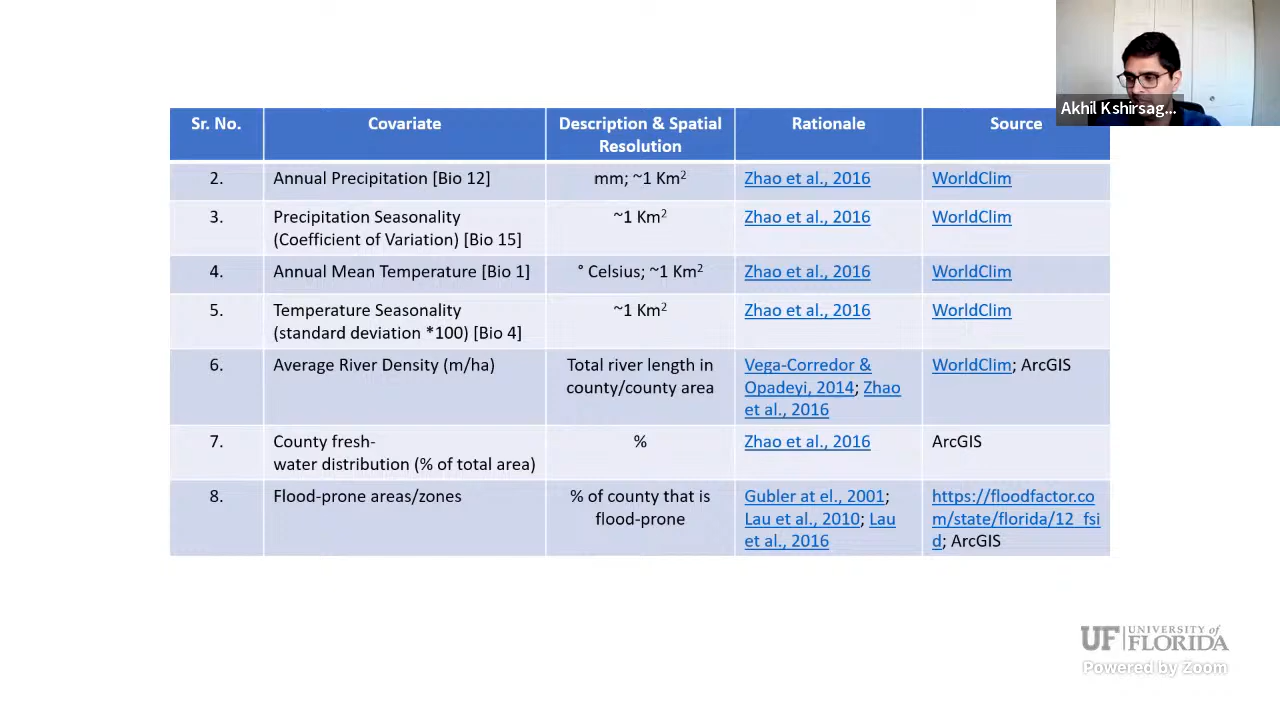 Akhil Kshirsag...
Sr. No. Covariate Description & Spatial Rationale Source
Resolution
2. Annual Precipitation [Bio 12] mm; ~1 Km² Zhao et al., 2016 WorldClim
3. Precipitation Seasonality ~1 Km² Zhao et al., 2016 WorldClim
(Coefficient of Variation) [Bio 15]
4. Annual Mean Temperature [Bio 1] ° Celsius; ~1 Km² Zhao et al., 2016 WorldClim
5. Temperature Seasonality ~1 Km² Zhao et al., 2016 WorldClim
(standard deviation *100) [Bio 4]
6. Average River Density (m/ha) Total river length in Vega-Corredor & WorldClim; ArcGIS
county/county area Opadeyi, 2014; Zhao
et al., 2016
7. County fresh- % Zhao et al., 2016 ArcGIS
water distribution (% of total area)
8. Flood-prone areas/zones % of county that is Gubler at el., 2001; https://floodfactor.co
flood-prone Lau et al., 2010; Lau m/state/florida/12_fsi
et al., 2016 d; ArcGIS
UF UNIVERSITY of
FLORIDA
Powered by Zoom